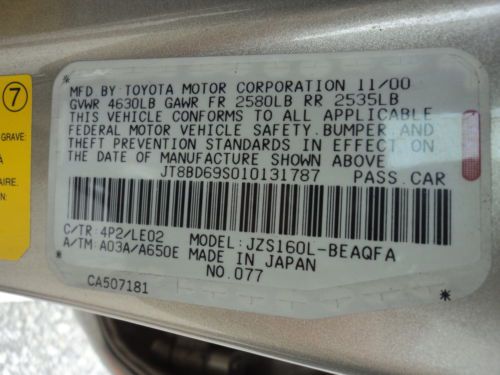 7
GRAVE:
À
AIRE,
MFD BY TOYOTA MOTOR CORPORATION 11/00
GVWR 4630LB GAWR FR 2580LB RR 2535LB
THIS VEHICLE CONFORMS TO ALL APPLICABLE
FEDERAL MOTOR VEHICLE SAFETY, BUMPER AND
THEFT PREVENTION STANDARDS IN EFFECT ON
THE DATE OF MANUFACTURE SHOWN ABOVE
JT8BD69S010131787 PASS.CAR
C/TR: 4P2/LE02 MODEL: JZS160L-BEAQFA
A/TM: A03A/A650E MADE IN JAPAN
NO.077
CA507181